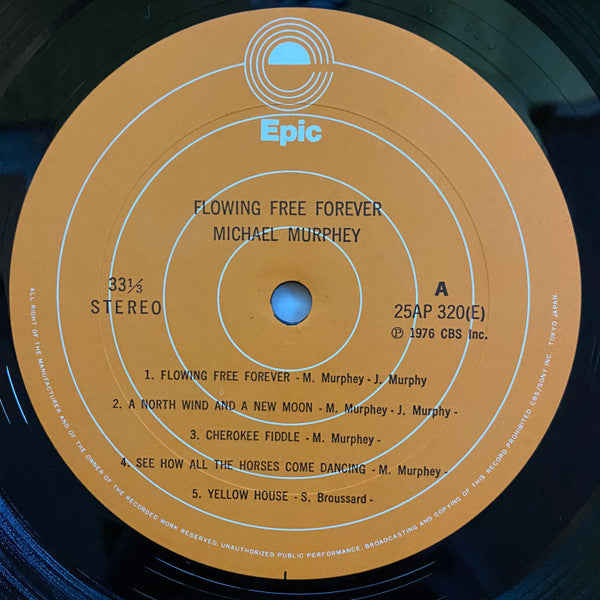 Epic
FLOWING FREE FOREVER
MICHAEL MURPHEY
33⅓
STEREO
A
25AP 320(E)
Ⓟ 1976 CBS Inc.
1. FLOWING FREE FOREVER - M. Murphey - J. Murphy
2. A NORTH WIND AND A NEW MOON - M. Murphey - J. Murphy -
3. CHEROKEE FIDDLE - M. Murphey -
4. SEE HOW ALL THE HORSES COME DANCING - M. Murphey -
5. YELLOW HOUSE - S. Broussard -
ALL RIGHT OF THE MANUFACTURER AND OF THE OWNER OF THE RECORDED WORK RESERVED. UNAUTHORIZED PUBLIC PERFORMANCE. BROADCASTING AND COPYING OF THIS RECORD PROHIBITED. CBS/SONY INC. TOKYO JAPAN.